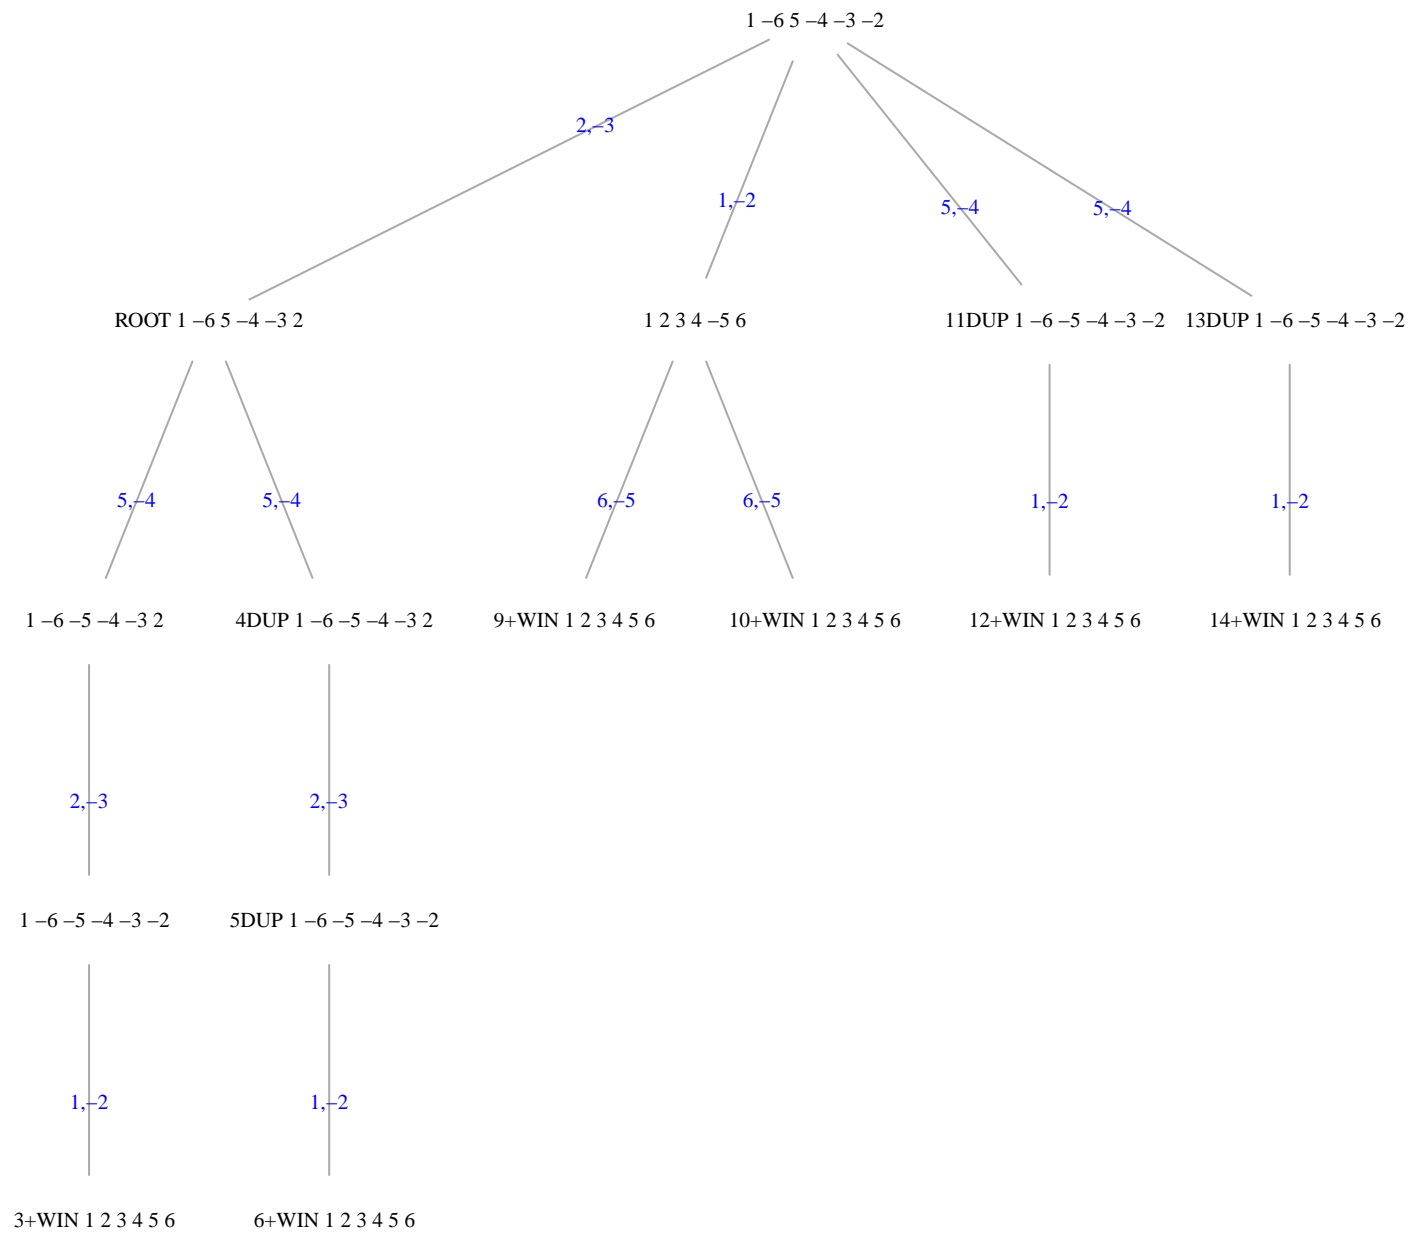 1 –6 5 –4 –3 –2
2,–3
1,–2
5,–4
5,–4
ROOT 1 –6 5 –4 –3 2
1 2 3 4 –5 6
11DUP 1 –6 –5 –4 –3 –2
13DUP 1 –6 –5 –4 –3 –2
5,–4
5,–4
6,–5
6,–5
1,–2
1,–2
1 –6 –5 –4 –3 2
4DUP 1 –6 –5 –4 –3 2
9+WIN 1 2 3 4 5 6
10+WIN 1 2 3 4 5 6
12+WIN 1 2 3 4 5 6
14+WIN 1 2 3 4 5 6
2,–3
2,–3
1 –6 –5 –4 –3 –2
5DUP 1 –6 –5 –4 –3 –2
1,–2
1,–2
3+WIN 1 2 3 4 5 6
6+WIN 1 2 3 4 5 6